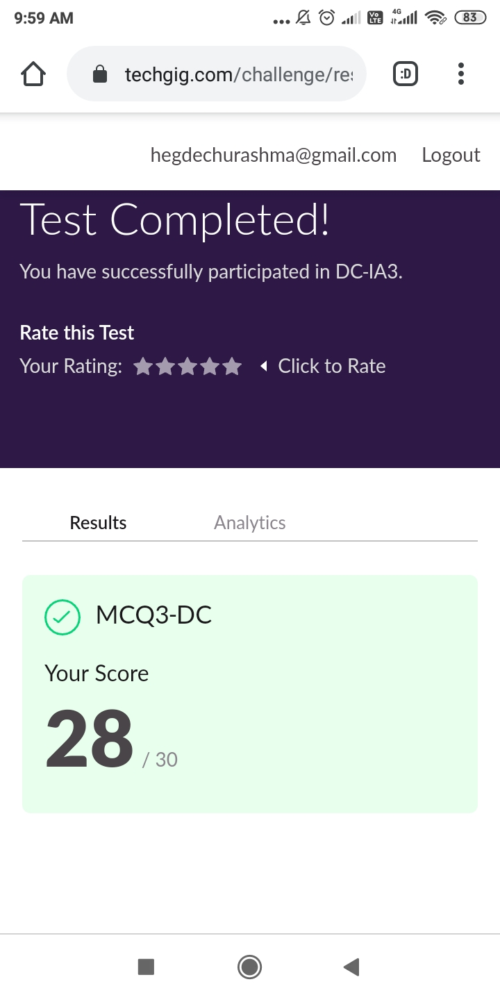 9:59 AM
... Vo LTE 4G 83
techgig.com/challenge/re
:D
hegdechurashma@gmail.com Logout
Test Completed!
You have successfully participated in DC-IA3.
Rate this Test
Your Rating: Click to Rate
Results Analytics
MCQ3-DC
Your Score
28 / 30